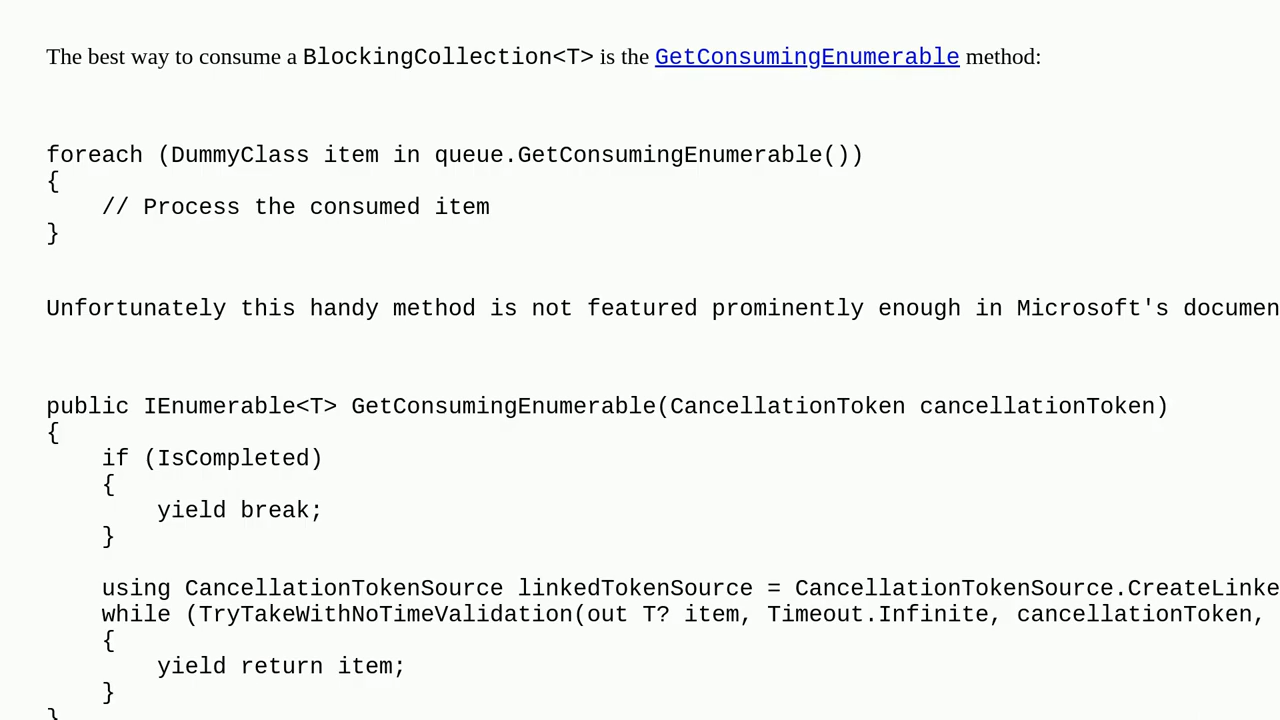 The best way to consume a BlockingCollection<T> is the GetConsumingEnumerable method:
foreach (DummyClass item in queue.GetConsumingEnumerable())
{
    // Process the consumed item
}
Unfortunately this handy method is not featured prominently enough in Microsoft's documen
public IEnumerable<T> GetConsumingEnumerable(CancellationToken cancellationToken)
{
    if (IsCompleted)
    {
        yield break;
    }
    using CancellationTokenSource linkedTokenSource = CancellationTokenSource.CreateLinke
    while (TryTakeWithNoTimeValidation(out T? item, Timeout.Infinite, cancellationToken,
    {
        yield return item;
    }
}